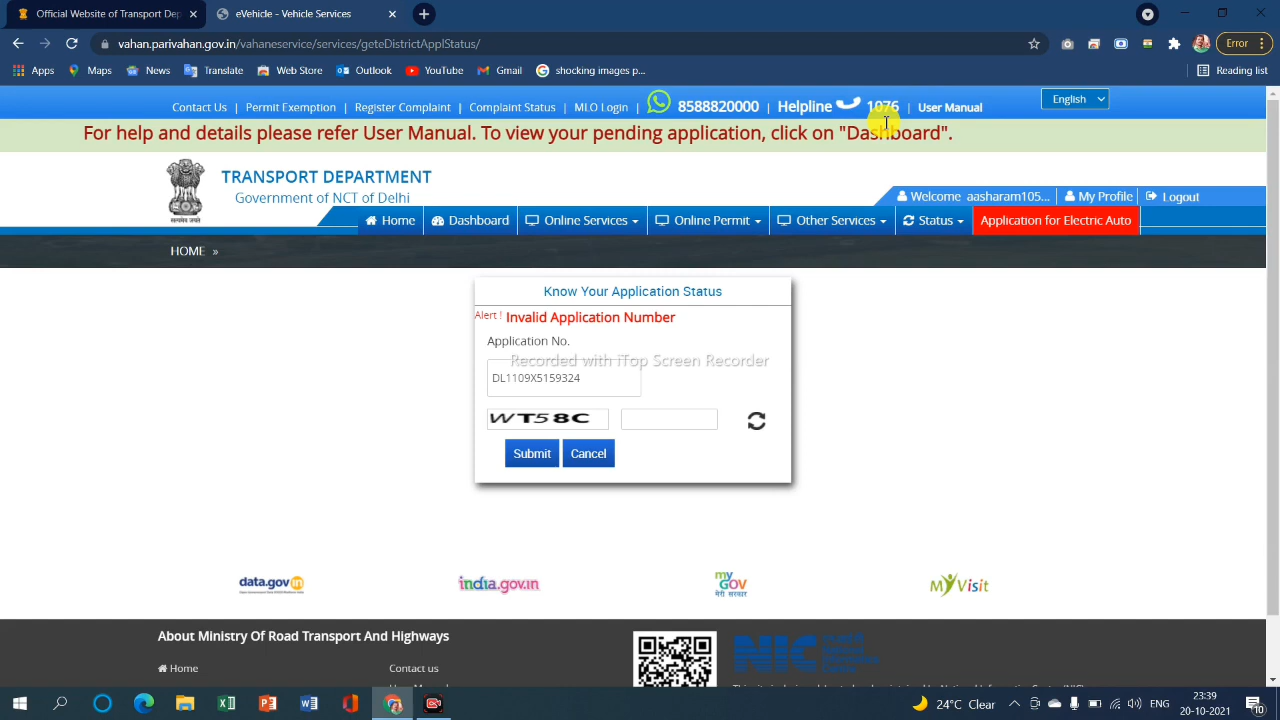 Official Website of Transport Dep
eVehicle - Services
vahan.parivahan.gov.in/vahaneservice/services/geteDistrictApplStatus/
Error
Apps
Maps
News
Translate
Web Store
Outlook
YouTube
Gmail
shocking images p...
Reading list
Contact Us | Permit Exemption | Register Complaint | Complaint Status | MLO Login | 8588820000 | Helpline 1076 | User Manual
English
For help and details please refer User Manual. To view your pending application, click on "Dashboard".
TRANSPORT DEPARTMENT
Government of NCT of Delhi
Welcome aasharam105... My Profile Logout
Home Dashboard Online Services Online Permit Other Services Status Application for Electric Auto
HOME »
Know Your Application Status
Alert ! Invalid Application Number
Application No.
Recorded with iTop Screen Recorder
DL1109X5159324
WT58C
Submit Cancel
data.gov.in
india.gov.in
my GOV
मेरी सरकार
MYVisit
About Ministry Of Road Transport And Highways
NIC
Home
Contact us
24°C Clear
ENG
23:39
20-10-2021
10